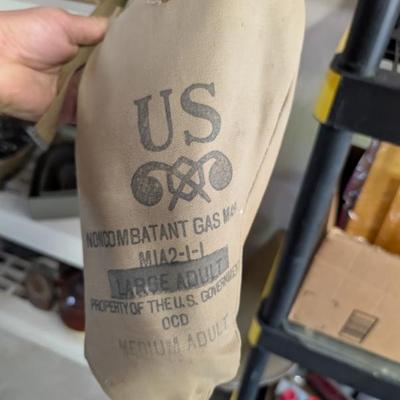 US
NONCOMBATANT GAS MASK
M1A2-1-1
LARGE ADULT
PROPERTY OF THE U.S. GOVERNMENT
OCD
MEDIUM ADULT